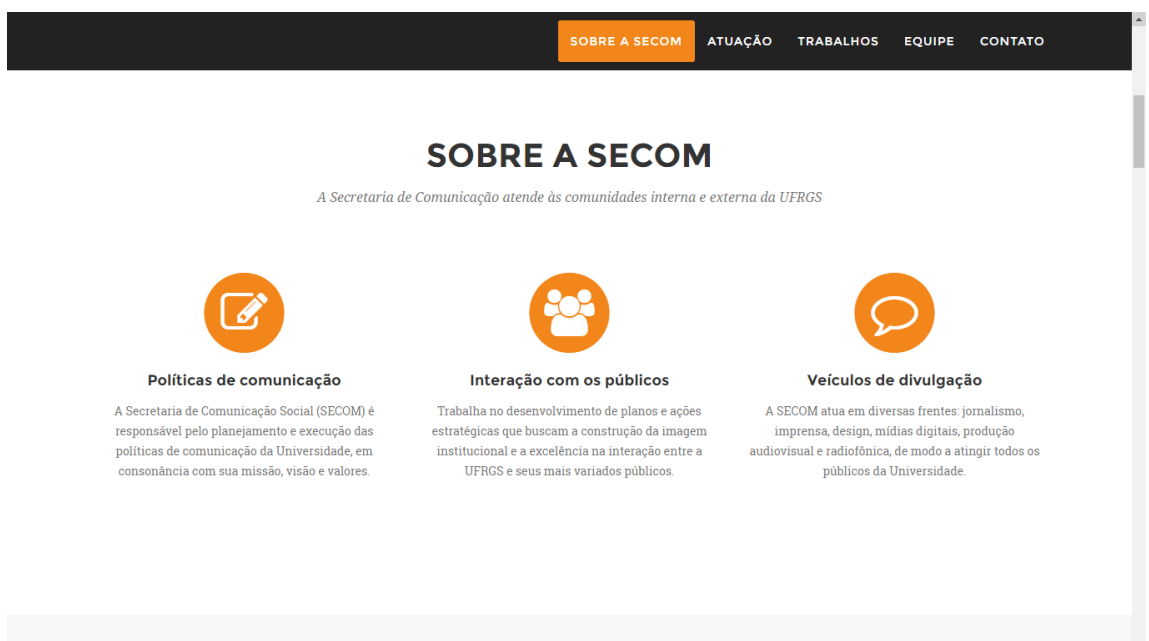 SOBRE A SECOM ATUAÇÃO TRABALHOS EQUIPE CONTATO
SOBRE A SECOM
A Secretaria de Comunicação atende às comunidades interna e externa da UFRGS
Políticas de comunicação
A Secretaria de Comunicação Social (SECOM) é
responsável pelo planejamento e execução das
políticas de comunicação da Universidade, em
consonância com sua missão, visão e valores.
Interação com os públicos
Trabalha no desenvolvimento de planos e ações
estratégicas que buscam a construção da imagem
institucional e a excelência na interação entre a
UFRGS e seus mais variados públicos.
Veículos de divulgação
A SECOM atua em diversas frentes: jornalismo,
imprensa, design, mídias digitais, produção
audiovisual e radiofônica, de modo a atingir todos os
públicos da Universidade.